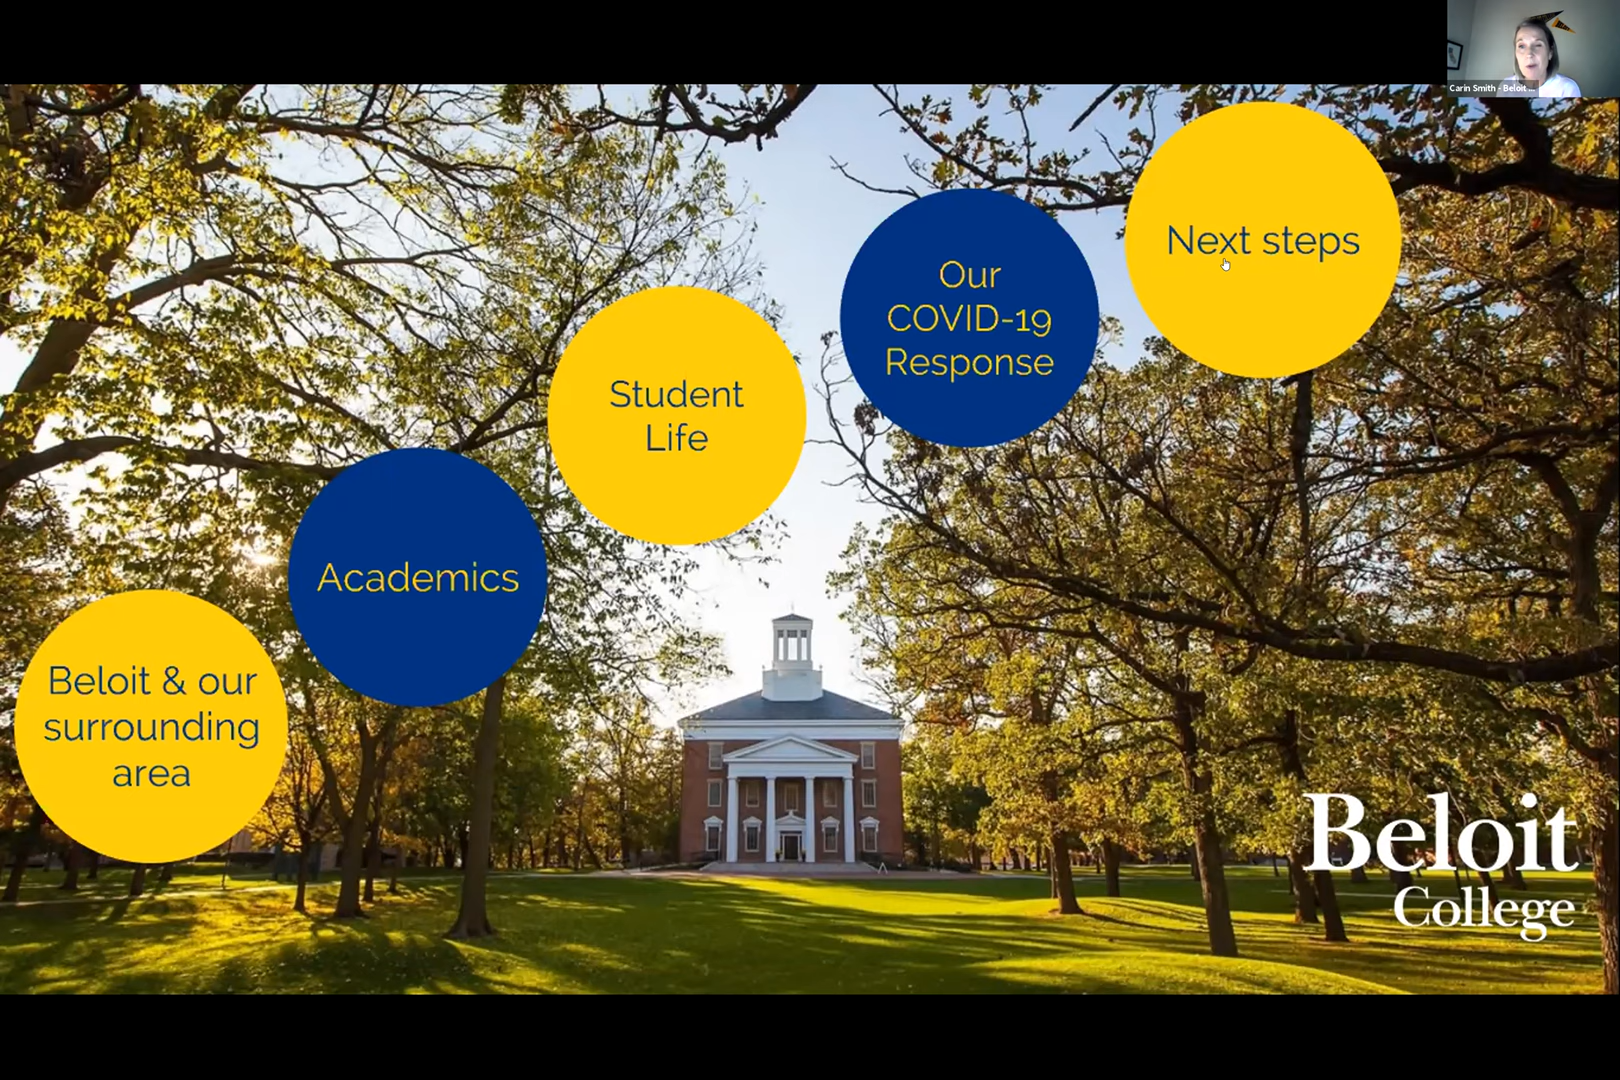 Carin Smith - Beloit ...
Next steps
Our
COVID-19
Response
Student
Life
Academics
Beloit & our
surrounding
area
Beloit
College